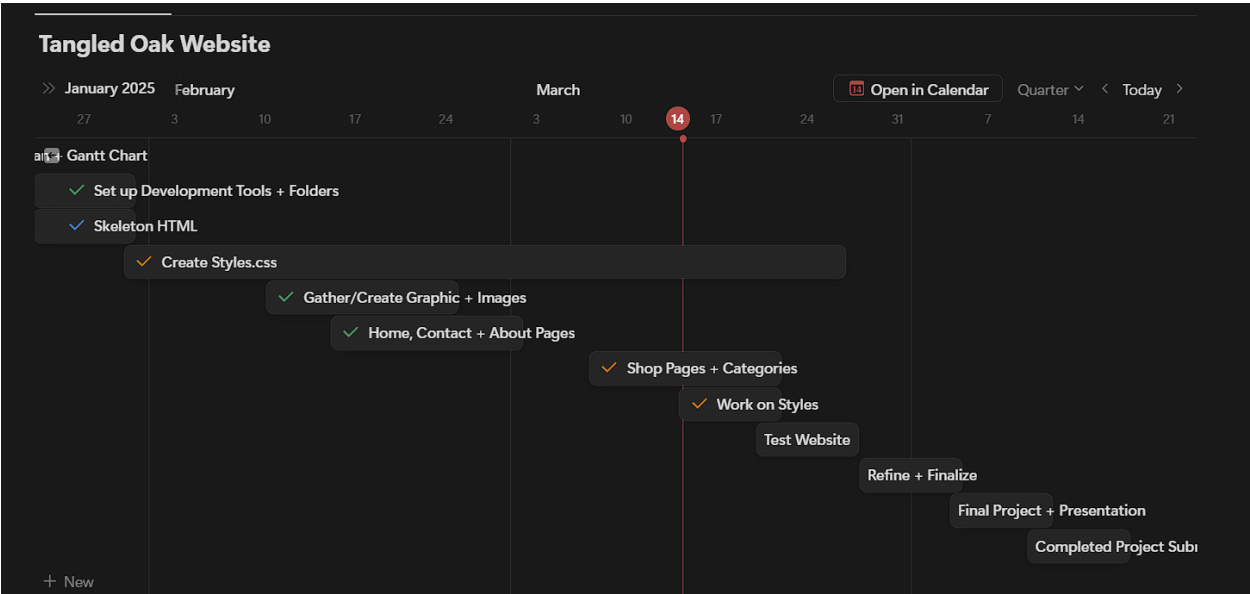 Tangled Oak Website
January 2025 February March Open in Calendar Quarter Today
27 3 10 17 24 3 10 14 17 24 31 7 14 21
Gantt Chart
Set up Development Tools + Folders
Skeleton HTML
Create Styles.css
Gather/Create Graphic + Images
Home, Contact + About Pages
Shop Pages + Categories
Work on Styles
Test Website
Refine + Finalize
Final Project + Presentation
Completed Project
+ New